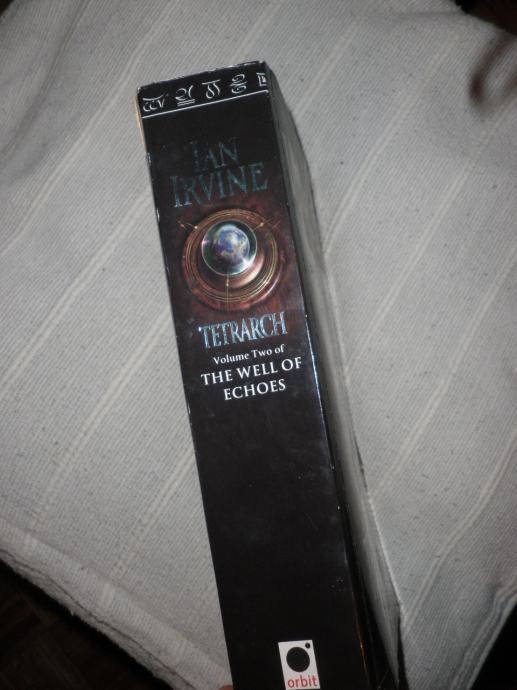 IAN
IRVINE
TETRARCH
Volume Two of
THE WELL OF
ECHOES
orbit